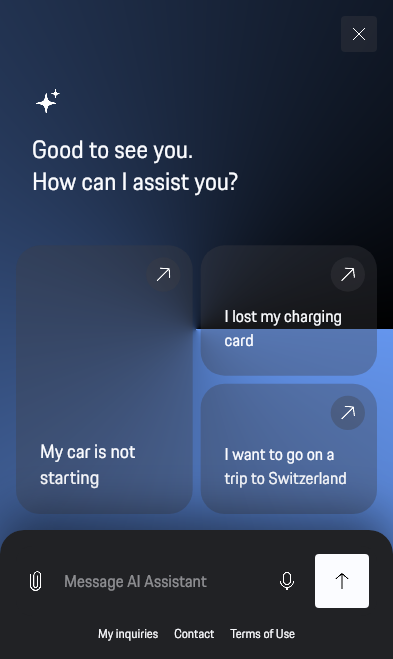 Good to see you.
How can I assist you?
My car is not
starting
I lost my charging
card
I want to go on a
trip to Switzerland
Message AI Assistant
My inquiries Contact Terms of Use